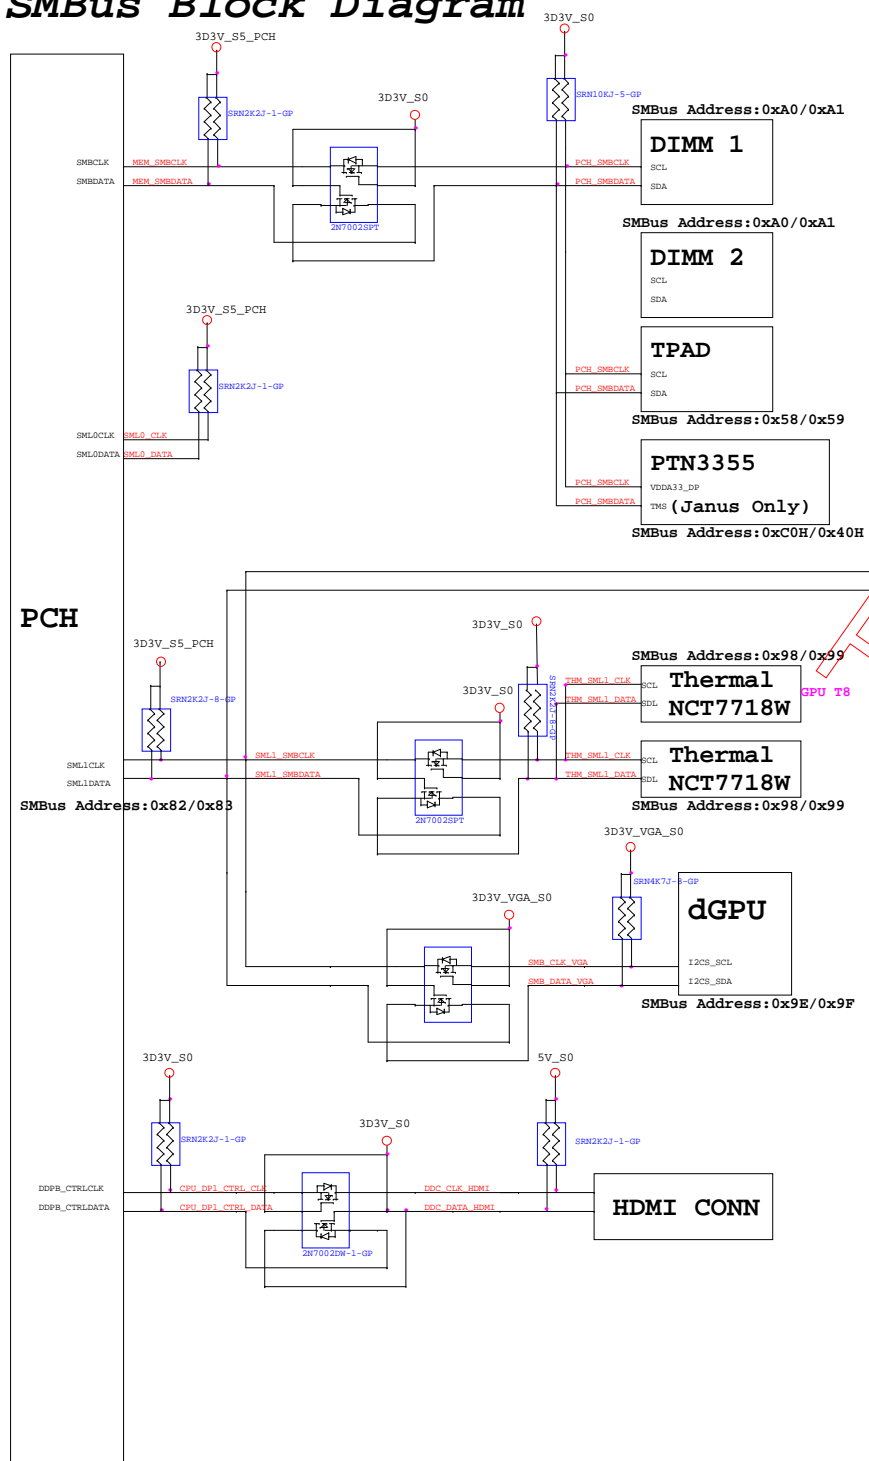 SMBus Block Diagram
3D3V_S0
3D3V_S5_PCH
SRN2K2J-1-GP
3D3V_S0
SRN10KJ-5-GP
SMBus Address:0xA0/0xA1
DIMM 1
SCL
SDA
SMBCLK
MEM_SMBCLK
PCH_SMBCLK
SMBDATA
MEM_SMBDATA
PCH_SMBDATA
2N7002SPT
SMBus Address:0xA0/0xA1
DIMM 2
SCL
SDA
3D3V_S5_PCH
SRN2K2J-1-GP
TPAD
PCH_SMBCLK
SCL
PCH_SMBDATA
SDA
SMBus Address:0x58/0x59
SML0CLK
SML0_CLK
SML0DATA
SML0_DATA
PTN3355
PCH_SMBCLK
VDDA33_DP
PCH_SMBDATA
TMS
(Janus Only)
SMBus Address:0xC0H/0x40H
PCH
3D3V_S0
3D3V_S5_PCH
SMBus Address:0x98/0x99
SRN2K2J-8-GP
3D3V_S0
SRN2K2J-8-GP
THM_SML1_CLK
SCL
THM_SML1_DATA
SDL
Thermal
NCT7718W
GPU T8
SML1CLK
SML1_SMBCLK
THM_SML1_CLK
SCL
SML1DATA
SML1_SMBDATA
THM_SML1_DATA
SDL
Thermal
NCT7718W
SMBus Address:0x82/0x83
2N7002SPT
SMBus Address:0x98/0x99
3D3V_VGA_S0
SRN4K7J-8-GP
3D3V_VGA_S0
dGPU
SMB_CLK_VGA
I2CS_SCL
SMB_DATA_VGA
I2CS_SDA
SMBus Address:0x9E/0x9F
3D3V_S0
5V_S0
SRN2K2J-1-GP
3D3V_S0
SRN2K2J-1-GP
DDPB_CTRLCLK
CPU_DP1_CTRL_CLK
DDC_CLK_HDMI
DDPB_CTRLDATA
CPU_DP1_CTRL_DATA
DDC_DATA_HDMI
HDMI CONN
2N7002DW-1-GP